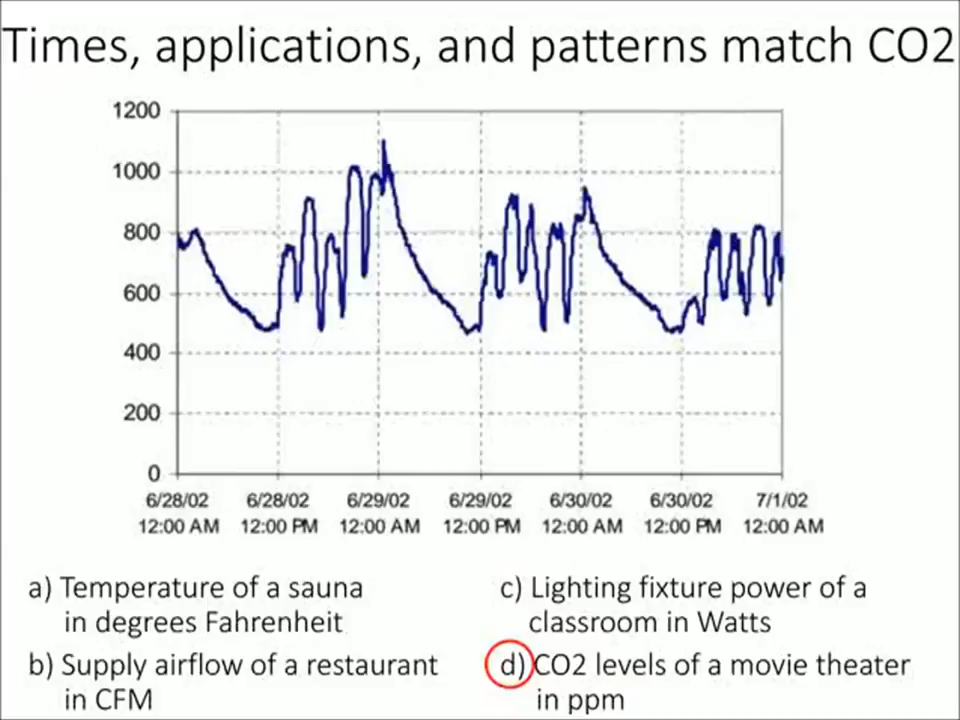 Times, applications, and patterns match CO2
1200
1000
800
600
400
200
0
6/28/02 6/28/02 6/29/02 6/29/02 6/30/02 6/30/02 7/1/02
12:00 AM 12:00 PM 12:00 AM 12:00 PM 12:00 AM 12:00 PM 12:00 AM
a) Temperature of a sauna
in degrees Fahrenheit
b) Supply airflow of a restaurant
in CFM
c) Lighting fixture power of a
classroom in Watts
d) CO2 levels of a movie theater
in ppm